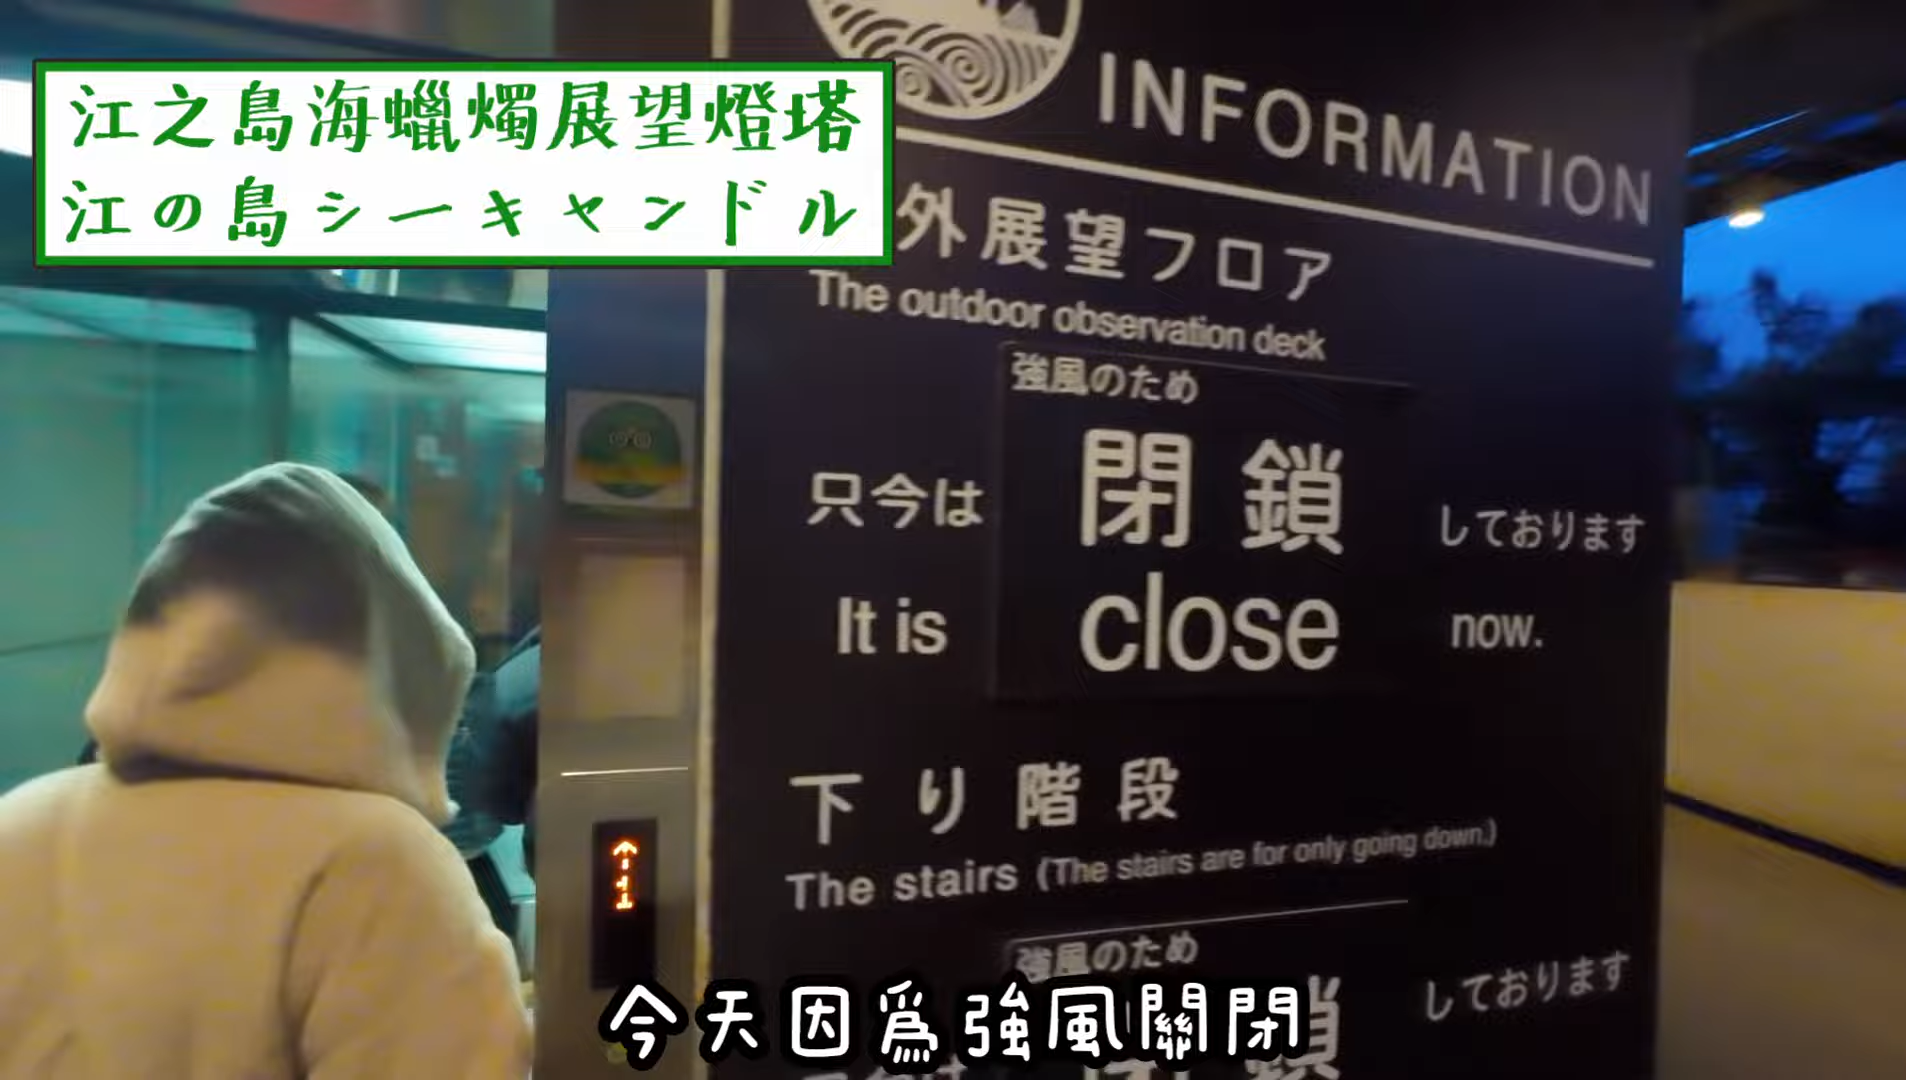 江之島海蠟燭展望燈塔
江の島シーキャンドル
INFORMATION
外展望フロア
The outdoor observation deck
強風のため
只今は 閉鎖 しております
It is close now.
下り階段
The stairs (The stairs are for only going down.)
強風のため
鎖 しております
今天因爲強風關閉